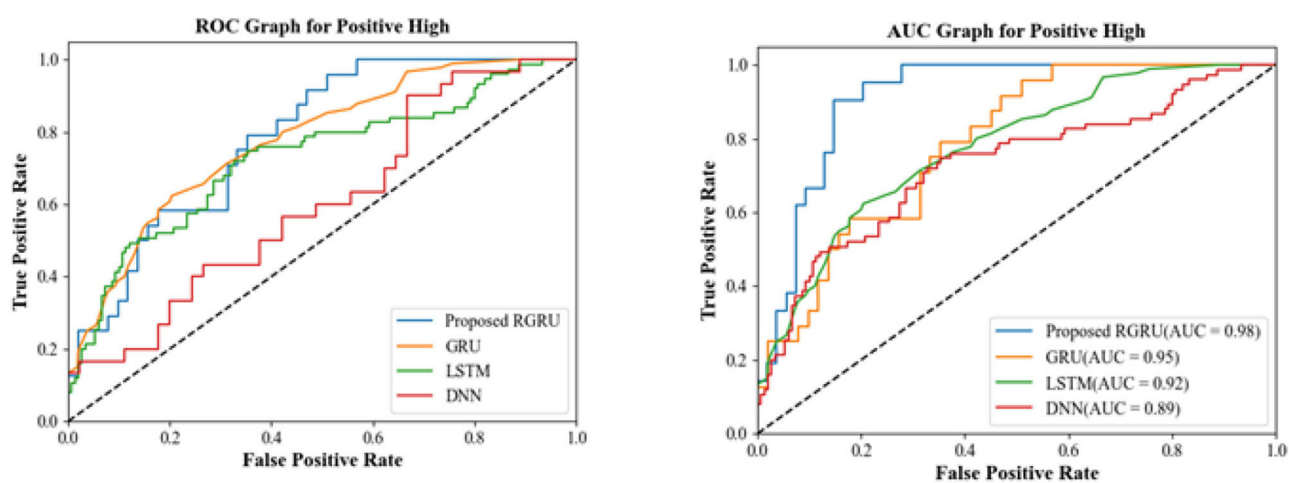 ROC Graph for Positive High
True Positive Rate
1.0
0.8
0.6
0.4
0.2
0.0
Proposed RGRU
GRU
LSTM
DNN
0.0 0.2 0.4 0.6 0.8 1.0
False Positive Rate
AUC Graph for Positive High
True Positive Rate
1.0
0.8
0.6
0.4
0.2
0.0
Proposed RGRU(AUC = 0.98)
GRU(AUC = 0.95)
LSTM(AUC = 0.92)
DNN(AUC = 0.89)
0.0 0.2 0.4 0.6 0.8 1.0
False Positive Rate